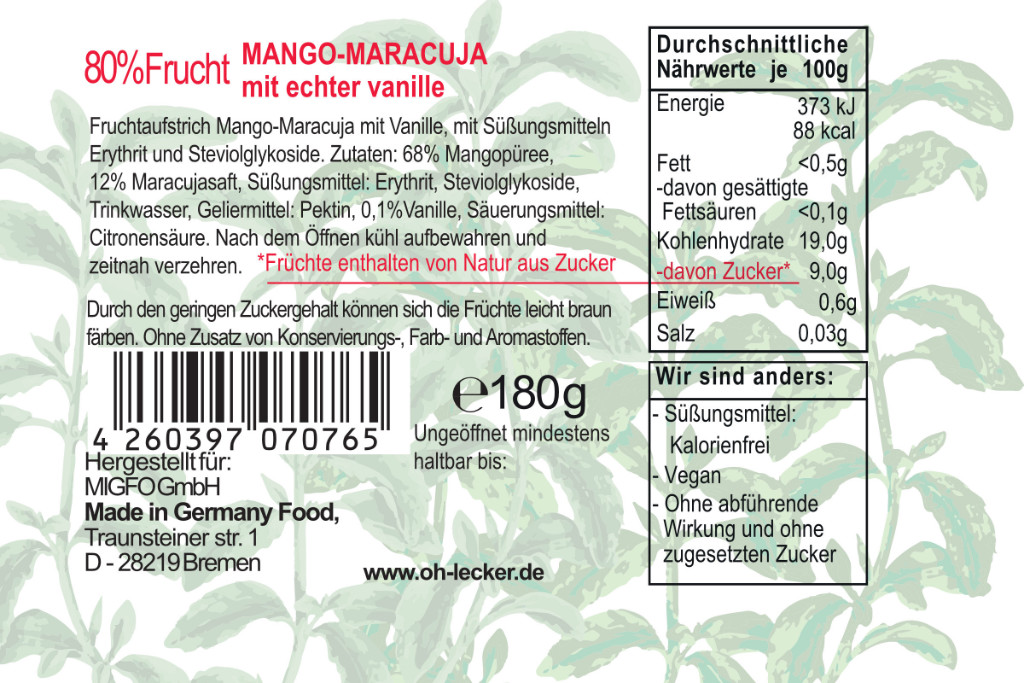 80%Frucht
MANGO-MARACUJA
mit echter vanille
Fruchtaufstrich Mango-Maracuja mit Vanille, mit Süßungsmitteln
Erythrit und Steviolglykoside. Zutaten: 68% Mangopüree,
12% Maracujasaft, Süßungsmittel: Erythrit, Steviolglykoside,
Trinkwasser, Geliermittel: Pektin, 0,1%Vanille, Säuerungsmittel:
Citronensäure. Nach dem Öffnen kühl aufbewahren und
zeitnah verzehren. *Früchte enthalten von Natur aus Zucker
Durch den geringen Zuckergehalt können sich die Früchte leicht braun
färben. Ohne Zusatz von Konservierungs-, Farb- und Aromastoffen.
4 260397 070765
℮180g
Ungeöffnet mindestens
haltbar bis:
Hergestellt für:
MIGFO GmbH
Made in Germany Food,
Traunsteiner str. 1
D - 28219 Bremen
www.oh-lecker.de
Durchschnittliche
Nährwerte je 100g
Energie 373 kJ
88 kcal
Fett <0,5g
-davon gesättigte
Fettsäuren <0,1g
Kohlenhydrate 19,0g
-davon Zucker* 9,0g
Eiweiß 0,6g
Salz 0,03g
Wir sind anders:
- Süßungsmittel:
Kalorienfrei
- Vegan
- Ohne abführende
Wirkung und ohne
zugesetzten Zucker